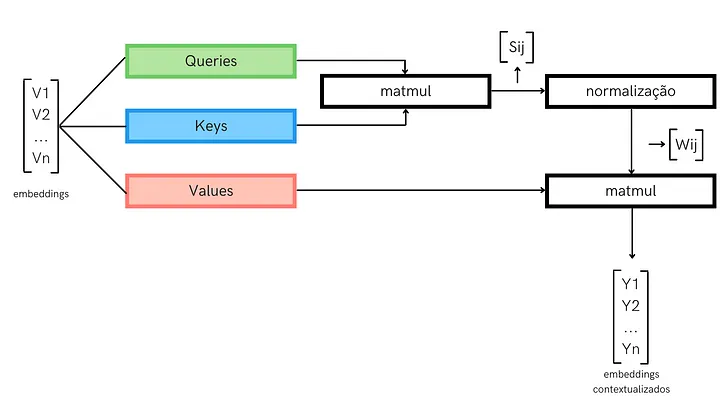 V1
V2
...
Vn
embeddings
Queries
Keys
Values
matmul
Sij
normalização
Wij
matmul
Y1
Y2
...
Yn
embeddings
contextualizados